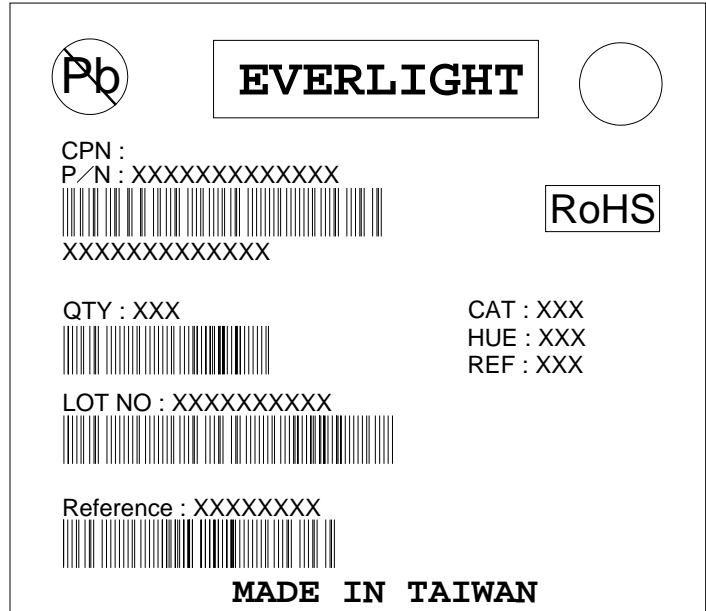 Pb
EVERLIGHT
CPN :
P/N : XXXXXXXXXXXXX
RoHS
XXXXXXXXXXXXX
QTY : XXX
CAT : XXX
HUE : XXX
REF : XXX
LOT NO : XXXXXXXXXX
Reference : XXXXXXXX
MADE IN TAIWAN